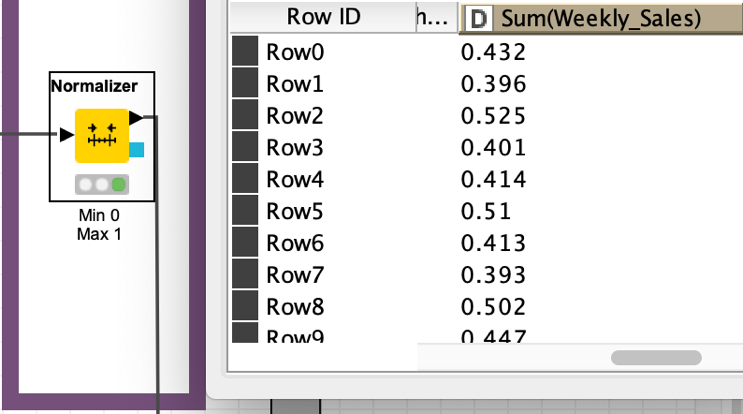 Normalizer
Min 0
Max 1
Row ID h... D Sum(Weekly_Sales)
Row0 0.432
Row1 0.396
Row2 0.525
Row3 0.401
Row4 0.414
Row5 0.51
Row6 0.413
Row7 0.393
Row8 0.502
Row9 0.447